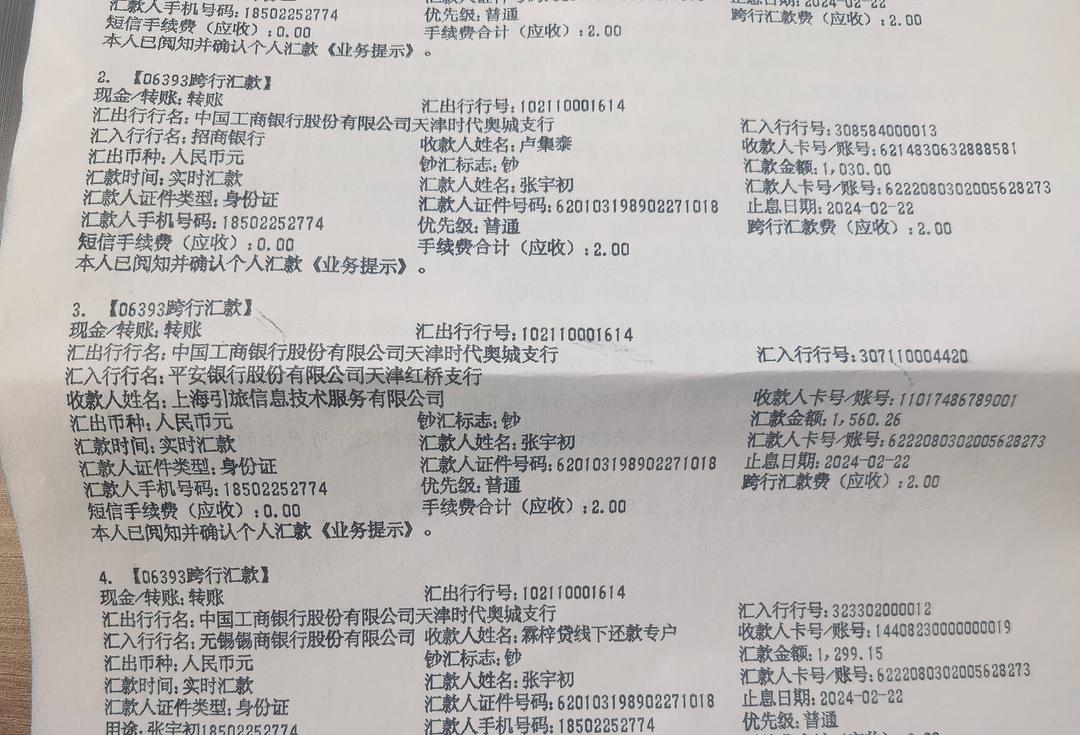 汇款人手机号码:18502252774 优先级:普通 跨行汇款费(应收):2.00
短信手续费(应收):0.00 手续费合计(应收):2.00
本人已阅知并确认个人汇款《业务提示》。
2. 【06393跨行汇款】
现金/转账:转账 汇出行行号:102110001614
汇出行行名:中国工商银行股份有限公司天津时代奥城支行 汇入行行号:308584000013
汇入行行名:招商银行 收款人姓名:卢集泰 收款人卡号/账号:6214830632888581
汇出币种:人民币元 钞汇标志:钞 汇款金额:1,030.00
汇款时间:实时汇款 汇款人姓名:张宇初 汇款人卡号/账号:6222080302005628273
汇款人证件类型:身份证 汇款人证件号码:620103198902271018 止息日期:2024-02-22
汇款人手机号码:18502252774 优先级:普通 跨行汇款费(应收):2.00
短信手续费(应收):0.00 手续费合计(应收):2.00
本人已阅知并确认个人汇款《业务提示》。
3. 【06393跨行汇款】
现金/转账:转账 汇出行行号:102110001614
汇出行行名:中国工商银行股份有限公司天津时代奥城支行 汇入行行号:307110004420
汇入行行名:平安银行股份有限公司天津红桥支行
收款人姓名:上海引旅信息技术服务有限公司 收款人卡号/账号:11017486789001
汇出币种:人民币元 钞汇标志:钞 汇款金额:1,560.26
汇款时间:实时汇款 汇款人姓名:张宇初 汇款人卡号/账号:6222080302005628273
汇款人证件类型:身份证 汇款人证件号码:620103198902271018 止息日期:2024-02-22
汇款人手机号码:18502252774 优先级:普通 跨行汇款费(应收):2.00
短信手续费(应收):0.00 手续费合计(应收):2.00
本人已阅知并确认个人汇款《业务提示》。
4. 【06393跨行汇款】
现金/转账:转账 汇出行行号:102110001614
汇出行行名:中国工商银行股份有限公司天津时代奥城支行 汇入行行号:323302000012
汇入行行名:无锡锡商银行股份有限公司 收款人姓名:霖梓贷线下还款专户 收款人卡号/账号:14408230000000019
汇出币种:人民币元 钞汇标志:钞 汇款金额:1,299.15
汇款时间:实时汇款 汇款人姓名:张宇初 汇款人卡号/账号:6222080302005628273
汇款人证件类型:身份证 汇款人证件号码:620103198902271018 止息日期:2024-02-22
用途:张宇初18502252774 汇款人手机号码:18502252774 优先级:普通